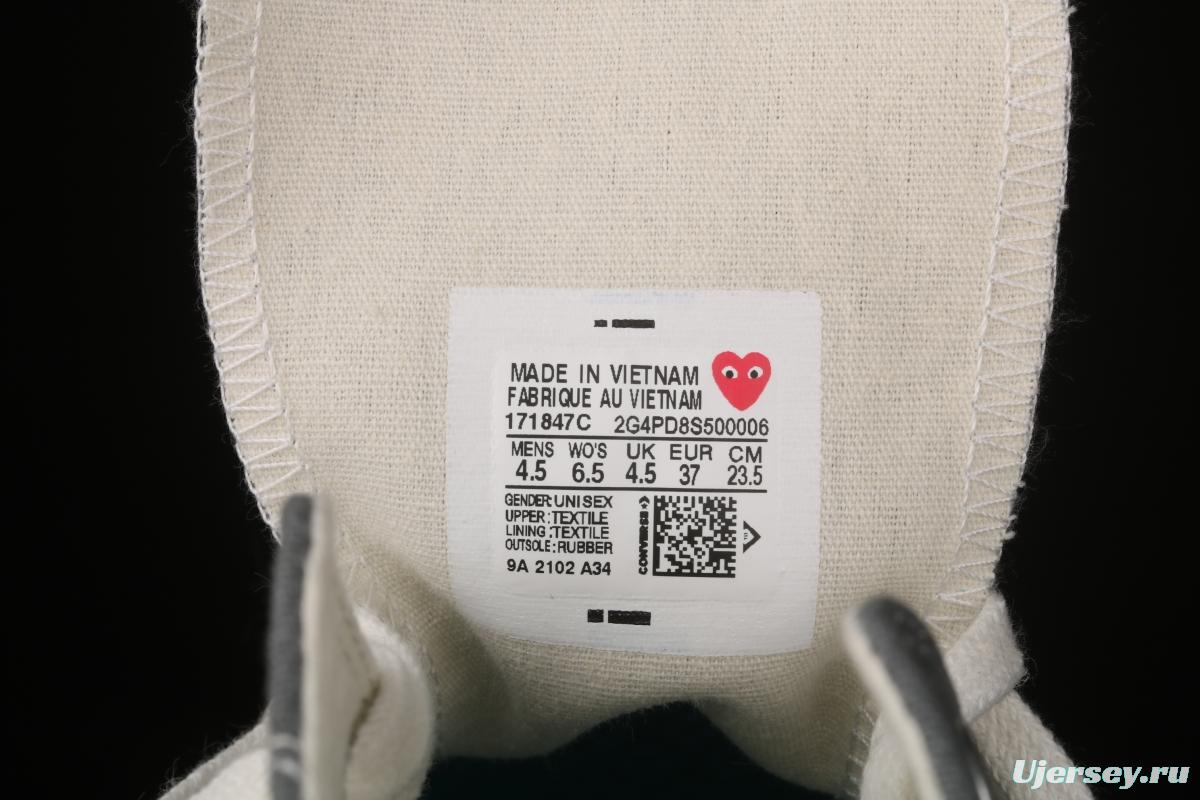 MADE IN VIETNAM
FABRIQUE AU VIETNAM
171847C 2G4PD8S500006
MENS WO'S UK EUR CM
4.5 6.5 4.5 37 23.5
GENDER:UNISEX
UPPER:TEXTILE
LINING:TEXTILE
OUTSOLE:RUBBER
9A 2102 A34
CONVERSE
Ujersey.ru